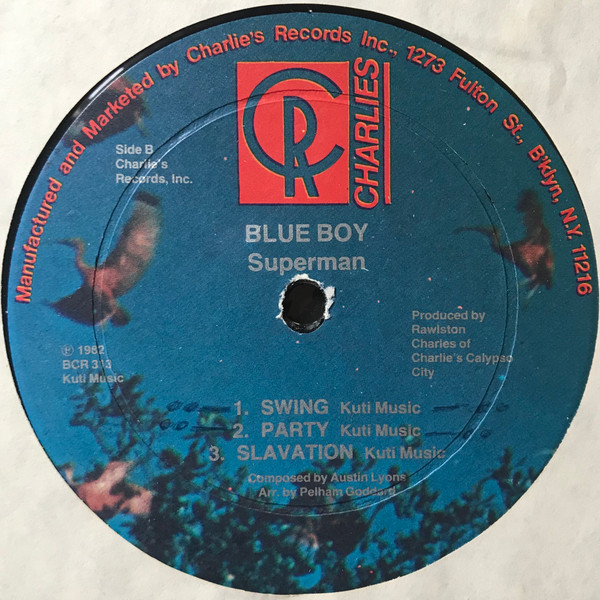 Manufactured and Marketed by Charlie's Records Inc., 1273 Fulton St., B'klyn, N.Y. 11216
CR
CHARLIES
Side B
Charlie's
Records, Inc.
BLUE BOY
Superman
Produced by
Rawlston
Charles of
Charlie's Calypso
City
℗ 1982
BCR 313
Kuti Music
1. SWING Kuti Music
2. PARTY Kuti Music
3. SLAVATION Kuti Music
Composed by Austin Lyons
Arr. by Pelham Goddard